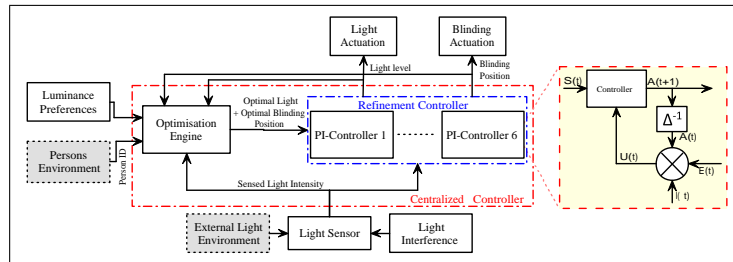 Light
Actuation
Blinding
Actuation
Light level
Blinding
Position
Luminance
Preferences
Persons
Environment
Person ID
Optimisation
Engine
Optimal Light
+ Optimal Blinding
Position
Refinement Controller
PI-Controller 1
PI-Controller 6
Sensed Light Intensity
Centralized Controller
External Light
Environment
Light Sensor
Light
Interference
S(t)
Controller
A(t+1)
Δ-1
A(t)
U(t)
E(t)
I( t)